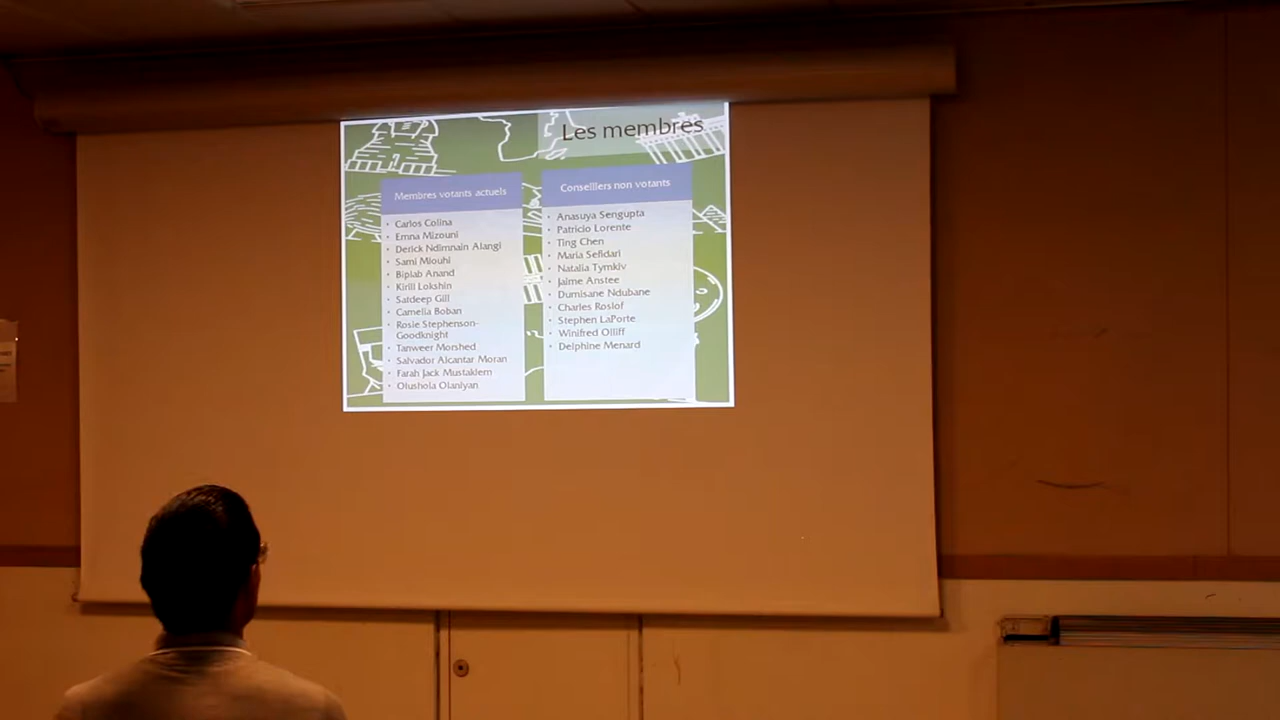 Les membres
Membres votants actuels
• Carlos Colina
• Emna Mizouni
• Derick Ndimnain Alangi
• Sami Mlouhi
• Biplab Anand
• Kirill Lokshin
• Satdeep Gill
• Camelia Boban
• Rosie Stephenson-
Goodknight
• Tanweer Morshed
• Salvador Alcantar Moran
• Farah Jack Mustaklem
• Olushola Olaniyan
Conseillers non votants
• Anasuya Sengupta
• Patricio Lorente
• Ting Chen
• Maria Sefidari
• Natalia Tymkiv
• Jaime Anstee
• Dumisane Ndubane
• Charles Roslof
• Stephen LaPorte
• Winifred Olliff
• Delphine Menard